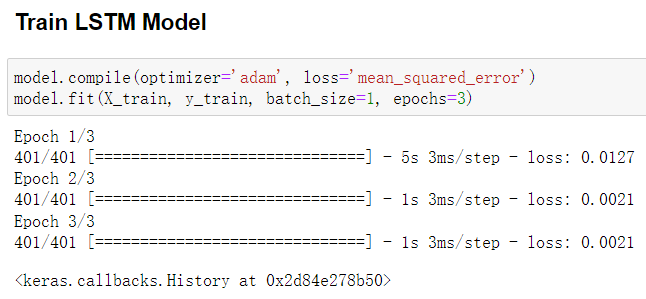 Train LSTM Model
model.compile(optimizer='adam', loss='mean_squared_error')
model.fit(X_train, y_train, batch_size=1, epochs=3)
Epoch 1/3
401/401 [==============================] - 5s 3ms/step - loss: 0.0127
Epoch 2/3
401/401 [==============================] - 1s 3ms/step - loss: 0.0021
Epoch 3/3
401/401 [==============================] - 1s 3ms/step - loss: 0.0021
<keras.callbacks.History at 0x2d84e278b50>